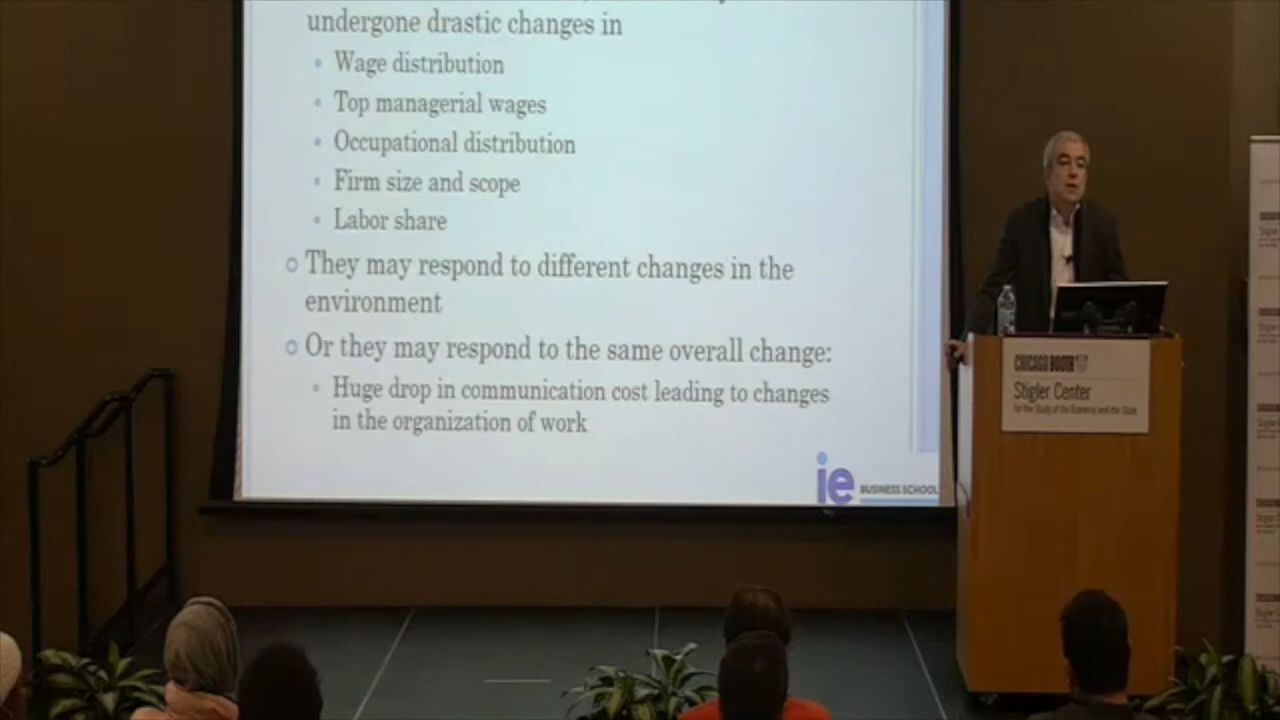 undergone drastic changes in
• Wage distribution
• Top managerial wages
• Occupational distribution
• Firm size and scope
• Labor share
o They may respond to different changes in the
environment
o Or they may respond to the same overall change:
• Huge drop in communication cost leading to changes
in the organization of work
ie BUSINESS SCHOOL
CHICAGO BOOTH
Stigler Center
for the Study of the Economy and the State